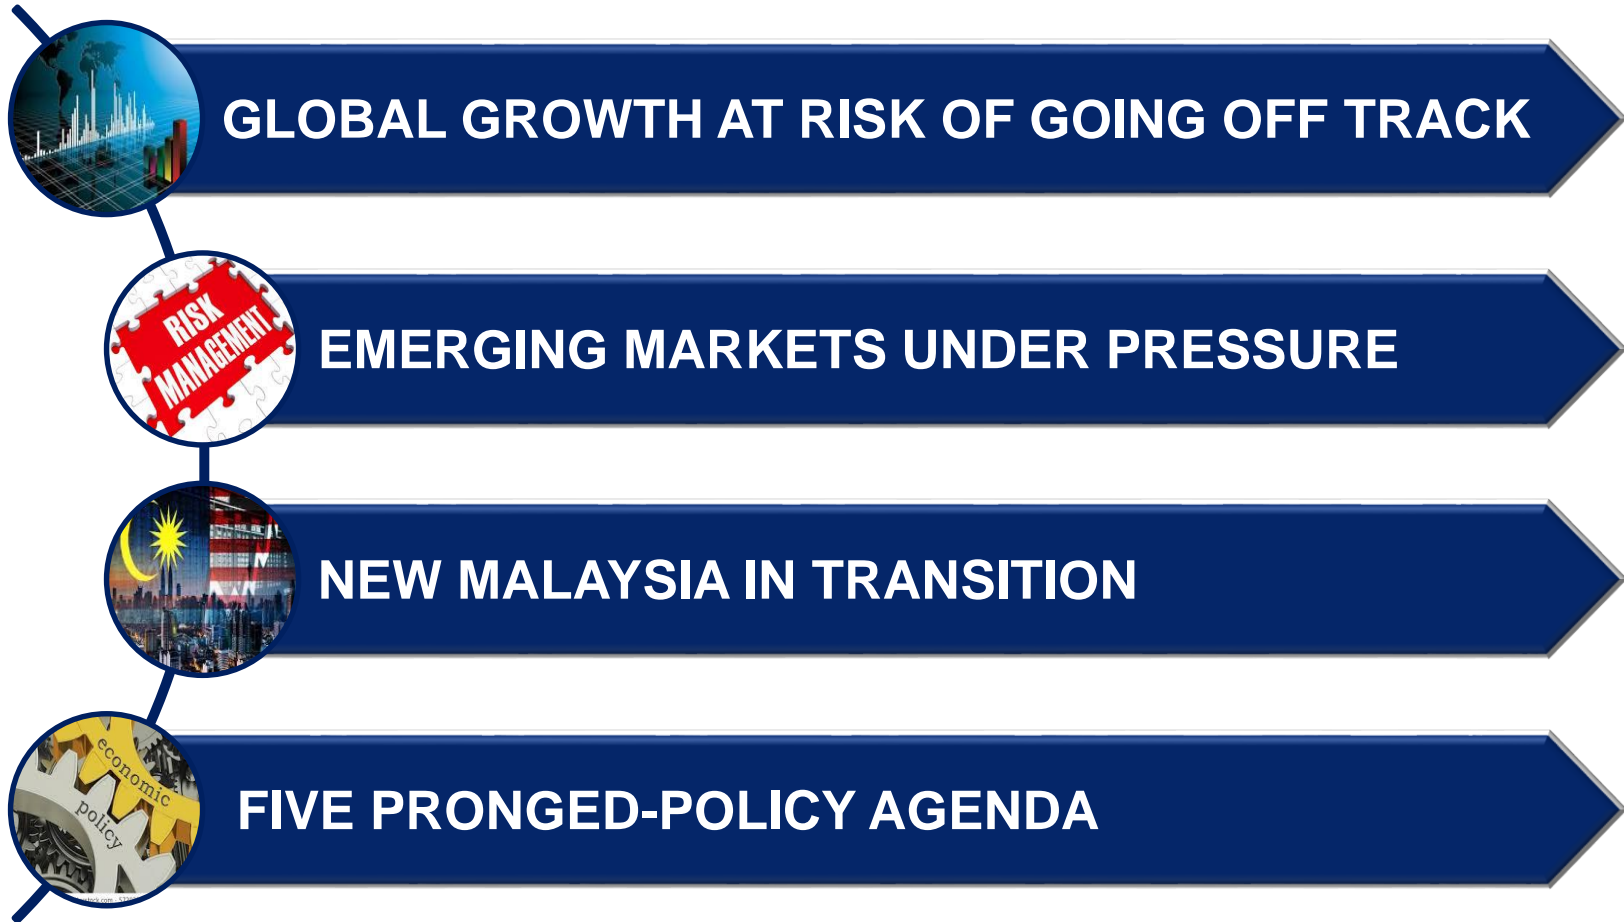 GLOBAL GROWTH AT RISK OF GOING OFF TRACK
RISK
MANAGEMENT
EMERGING MARKETS UNDER PRESSURE
NEW MALAYSIA IN TRANSITION
economic
policy
FIVE PRONGED-POLICY AGENDA